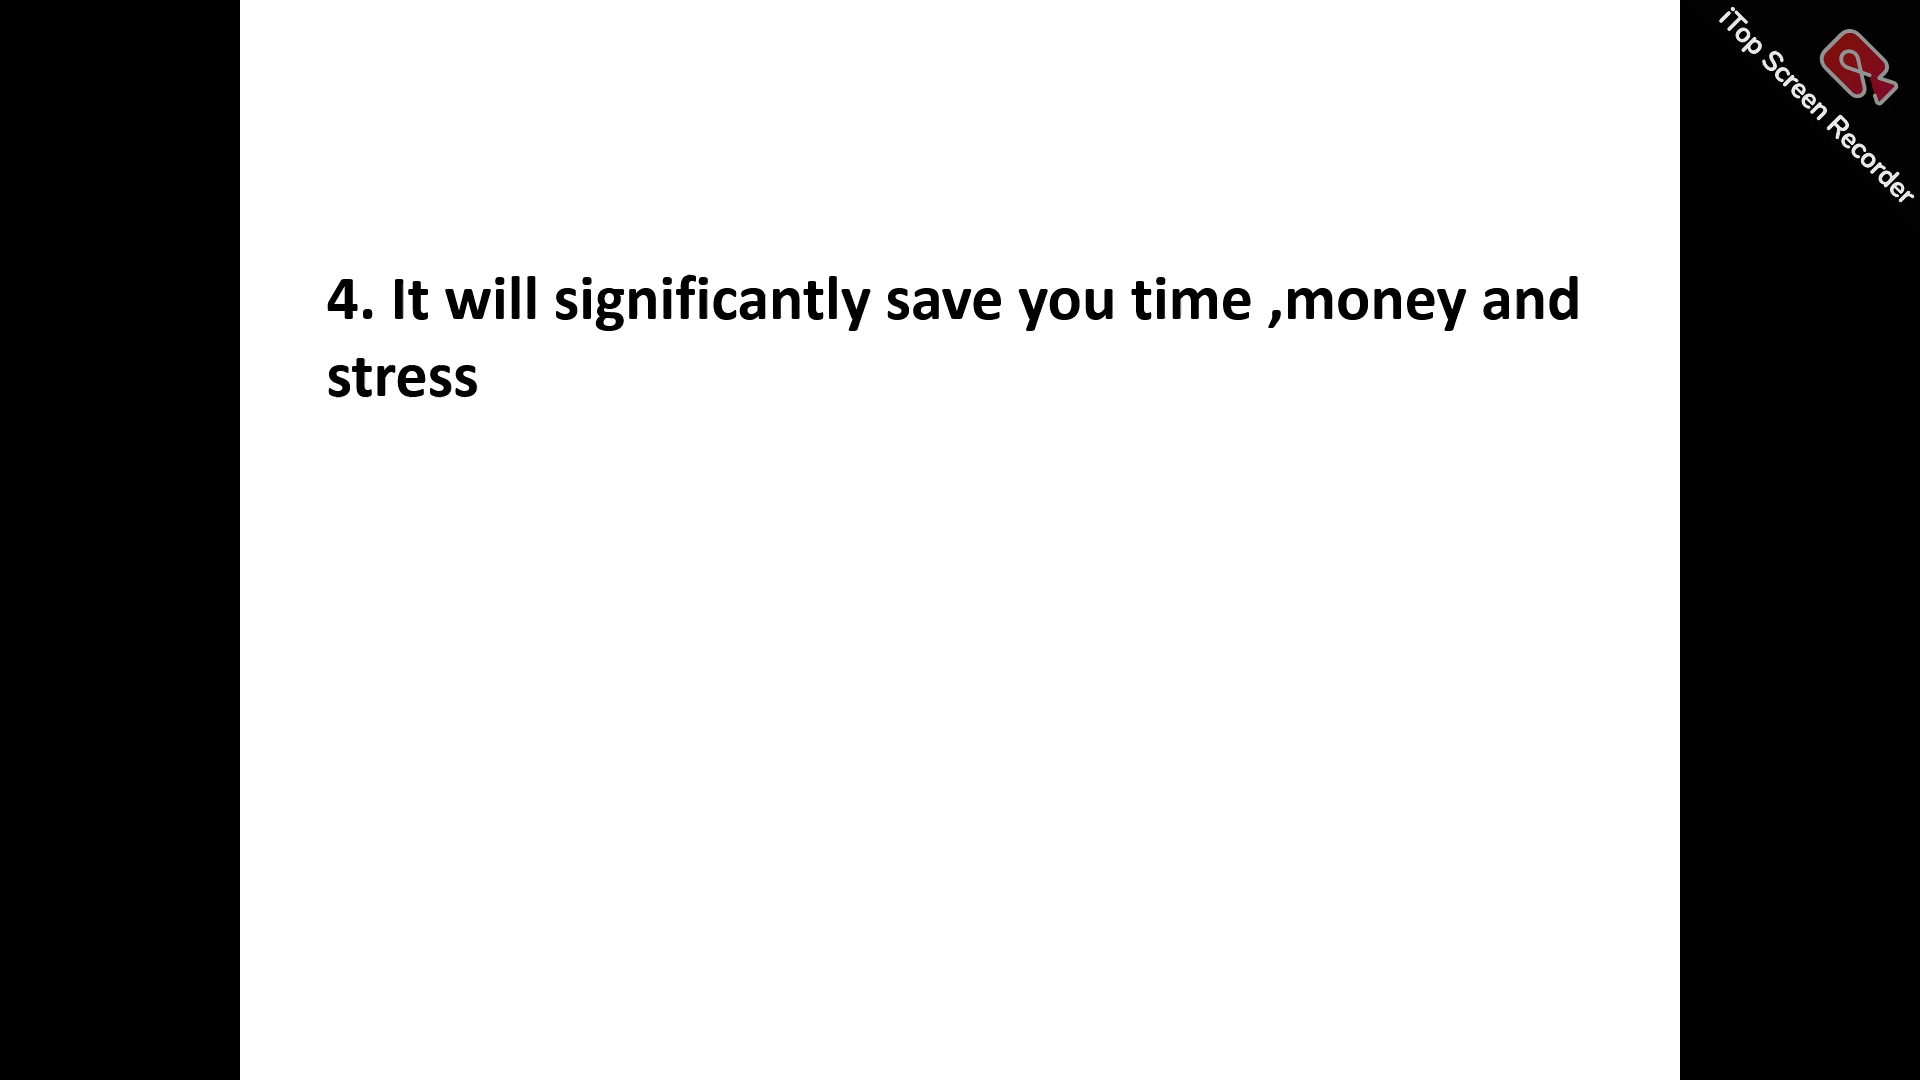 iTop Screen Recorder
4. It will significantly save you time ,money and
stress